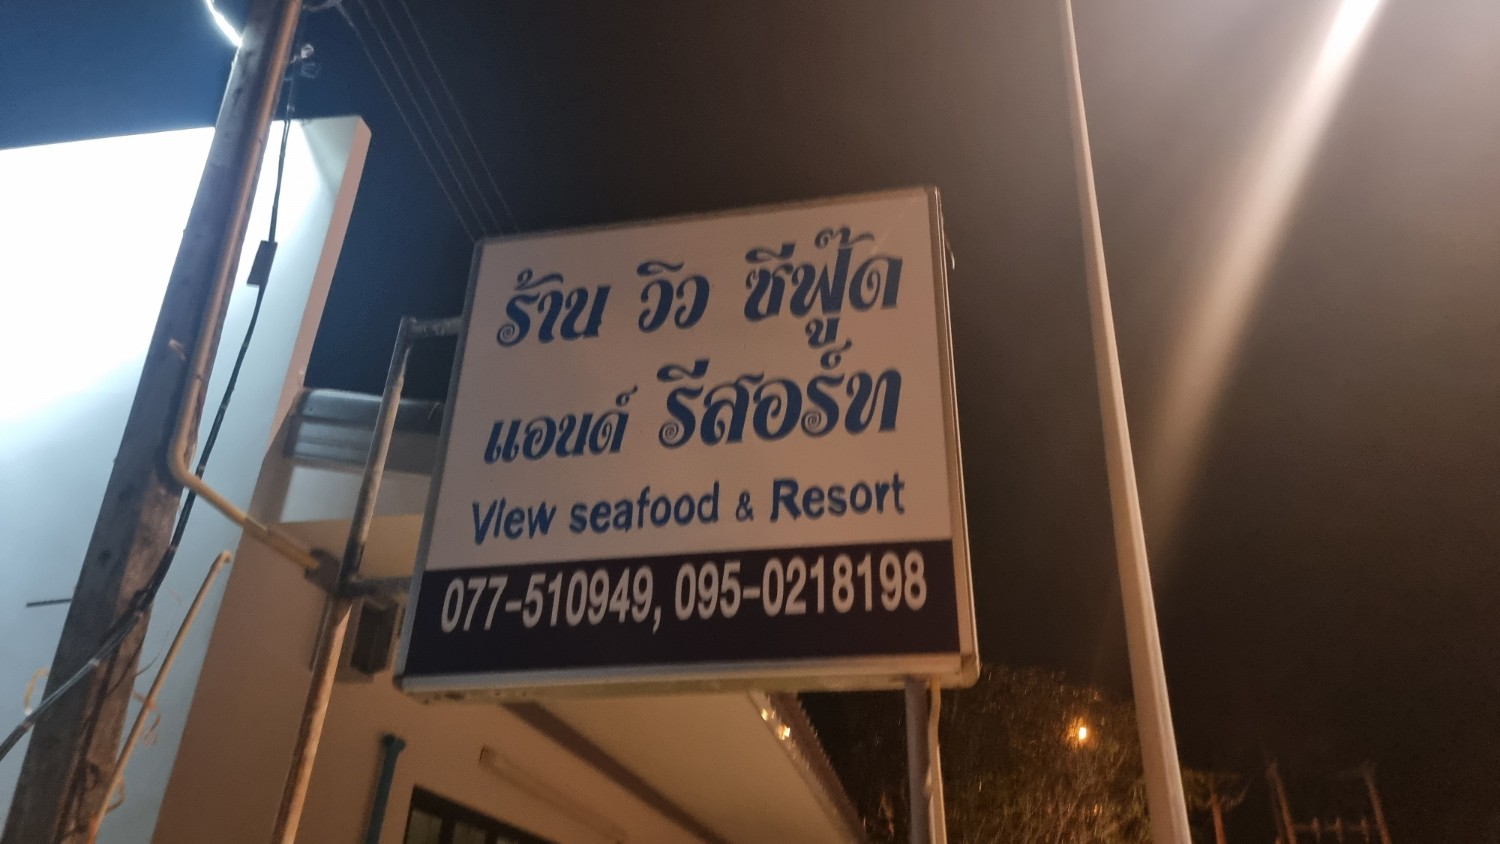 ร้าน วิว ซีฟู๊ด
แอนด์ รีสอร์ท
View seafood & Resort
077-510949, 095-0218198